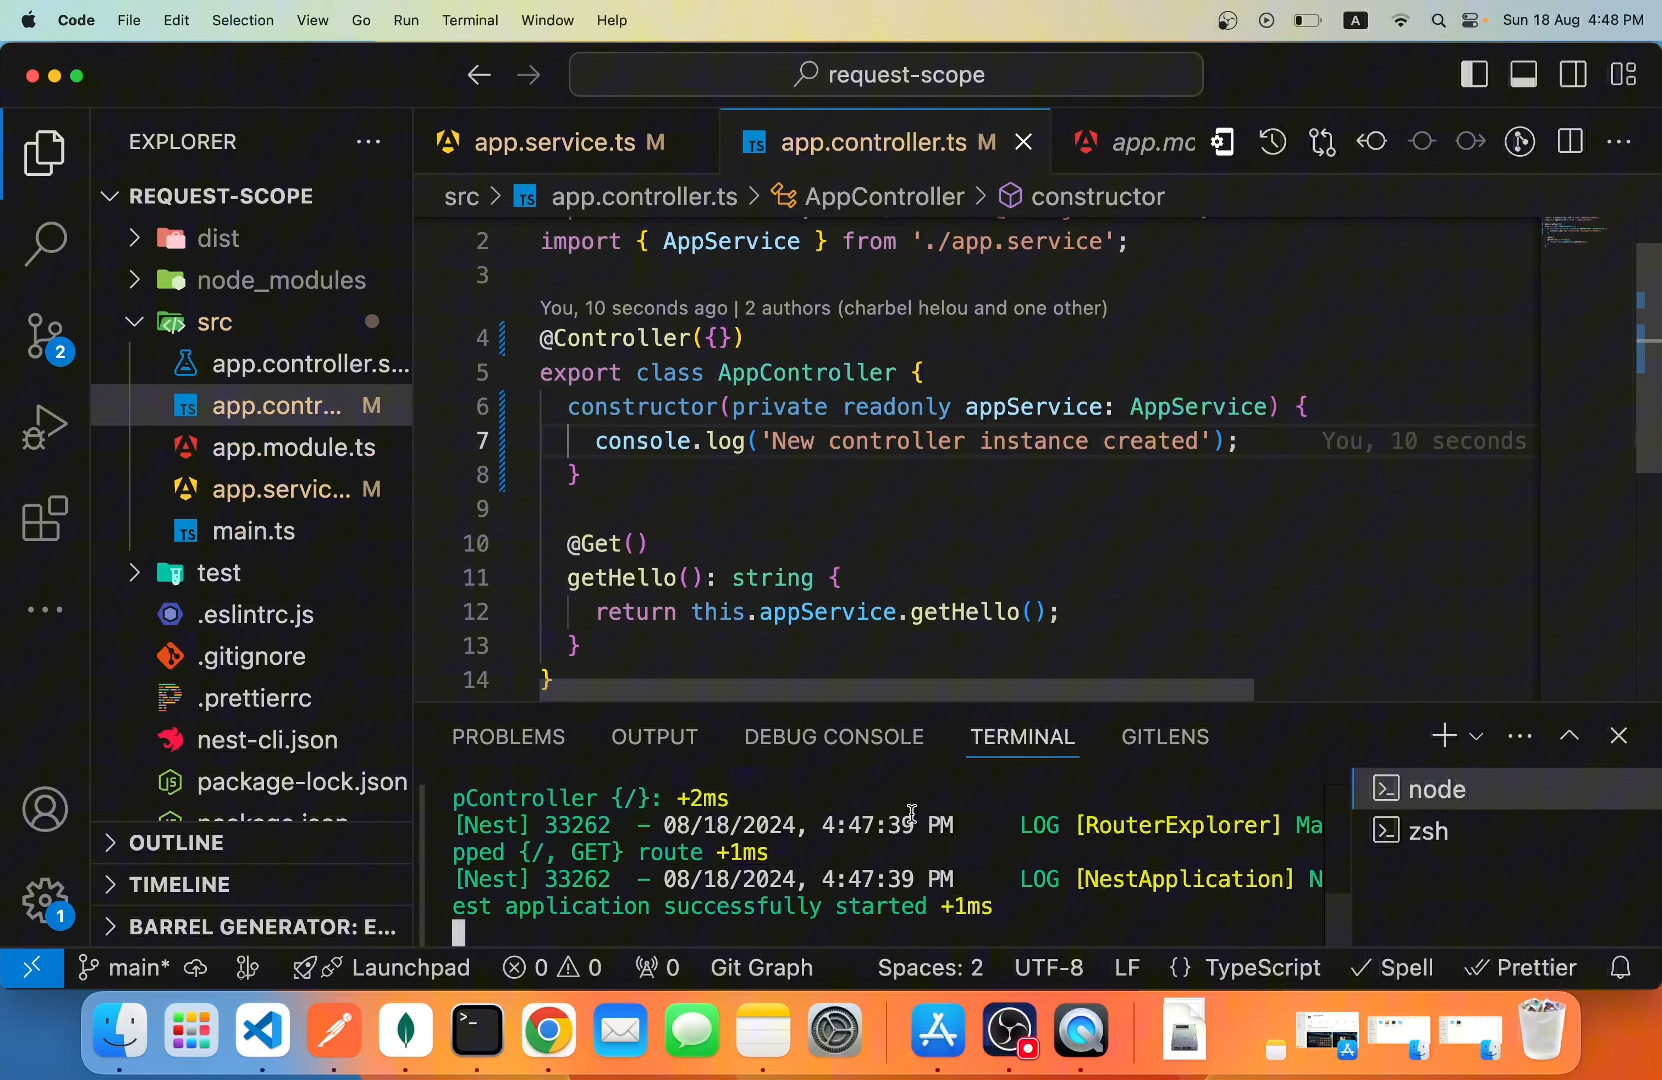 Code File Edit Selection View Go Run Terminal Window Help A Sun 18 Aug 4:48 PM
request-scope
EXPLORER
app.service.ts M
app.controller.ts M
app.mo
REQUEST-SCOPE
src > TS app.controller.ts > AppController > constructor
dist
node_modules
src
app.controller.s...
TS app.contr... M
app.module.ts
app.servic... M
TS main.ts
test
.eslintrc.js
.gitignore
.prettierrc
nest-cli.json
package-lock.json
OUTLINE
TIMELINE
BARREL GENERATOR: E...
2
1
2 import { AppService } from './app.service';
3
You, 10 seconds ago | 2 authors (charbel helou and one other)
4 @Controller({})
5 export class AppController {
6 constructor(private readonly appService: AppService) {
7 console.log('New controller instance created'); You, 10 seconds
8 }
9
10 @Get()
11 getHello(): string {
12 return this.appService.getHello();
13 }
14 }
PROBLEMS OUTPUT DEBUG CONSOLE TERMINAL GITLENS
pController {/}: +2ms
[Nest] 33262 - 08/18/2024, 4:47:39 PM LOG [RouterExplorer] Ma
pped {/, GET} route +1ms
[Nest] 33262 - 08/18/2024, 4:47:39 PM LOG [NestApplication] N
est application successfully started +1ms
node
zsh
main* Launchpad 0 0 0 Git Graph Spaces: 2 UTF-8 LF {} TypeScript Spell Prettier